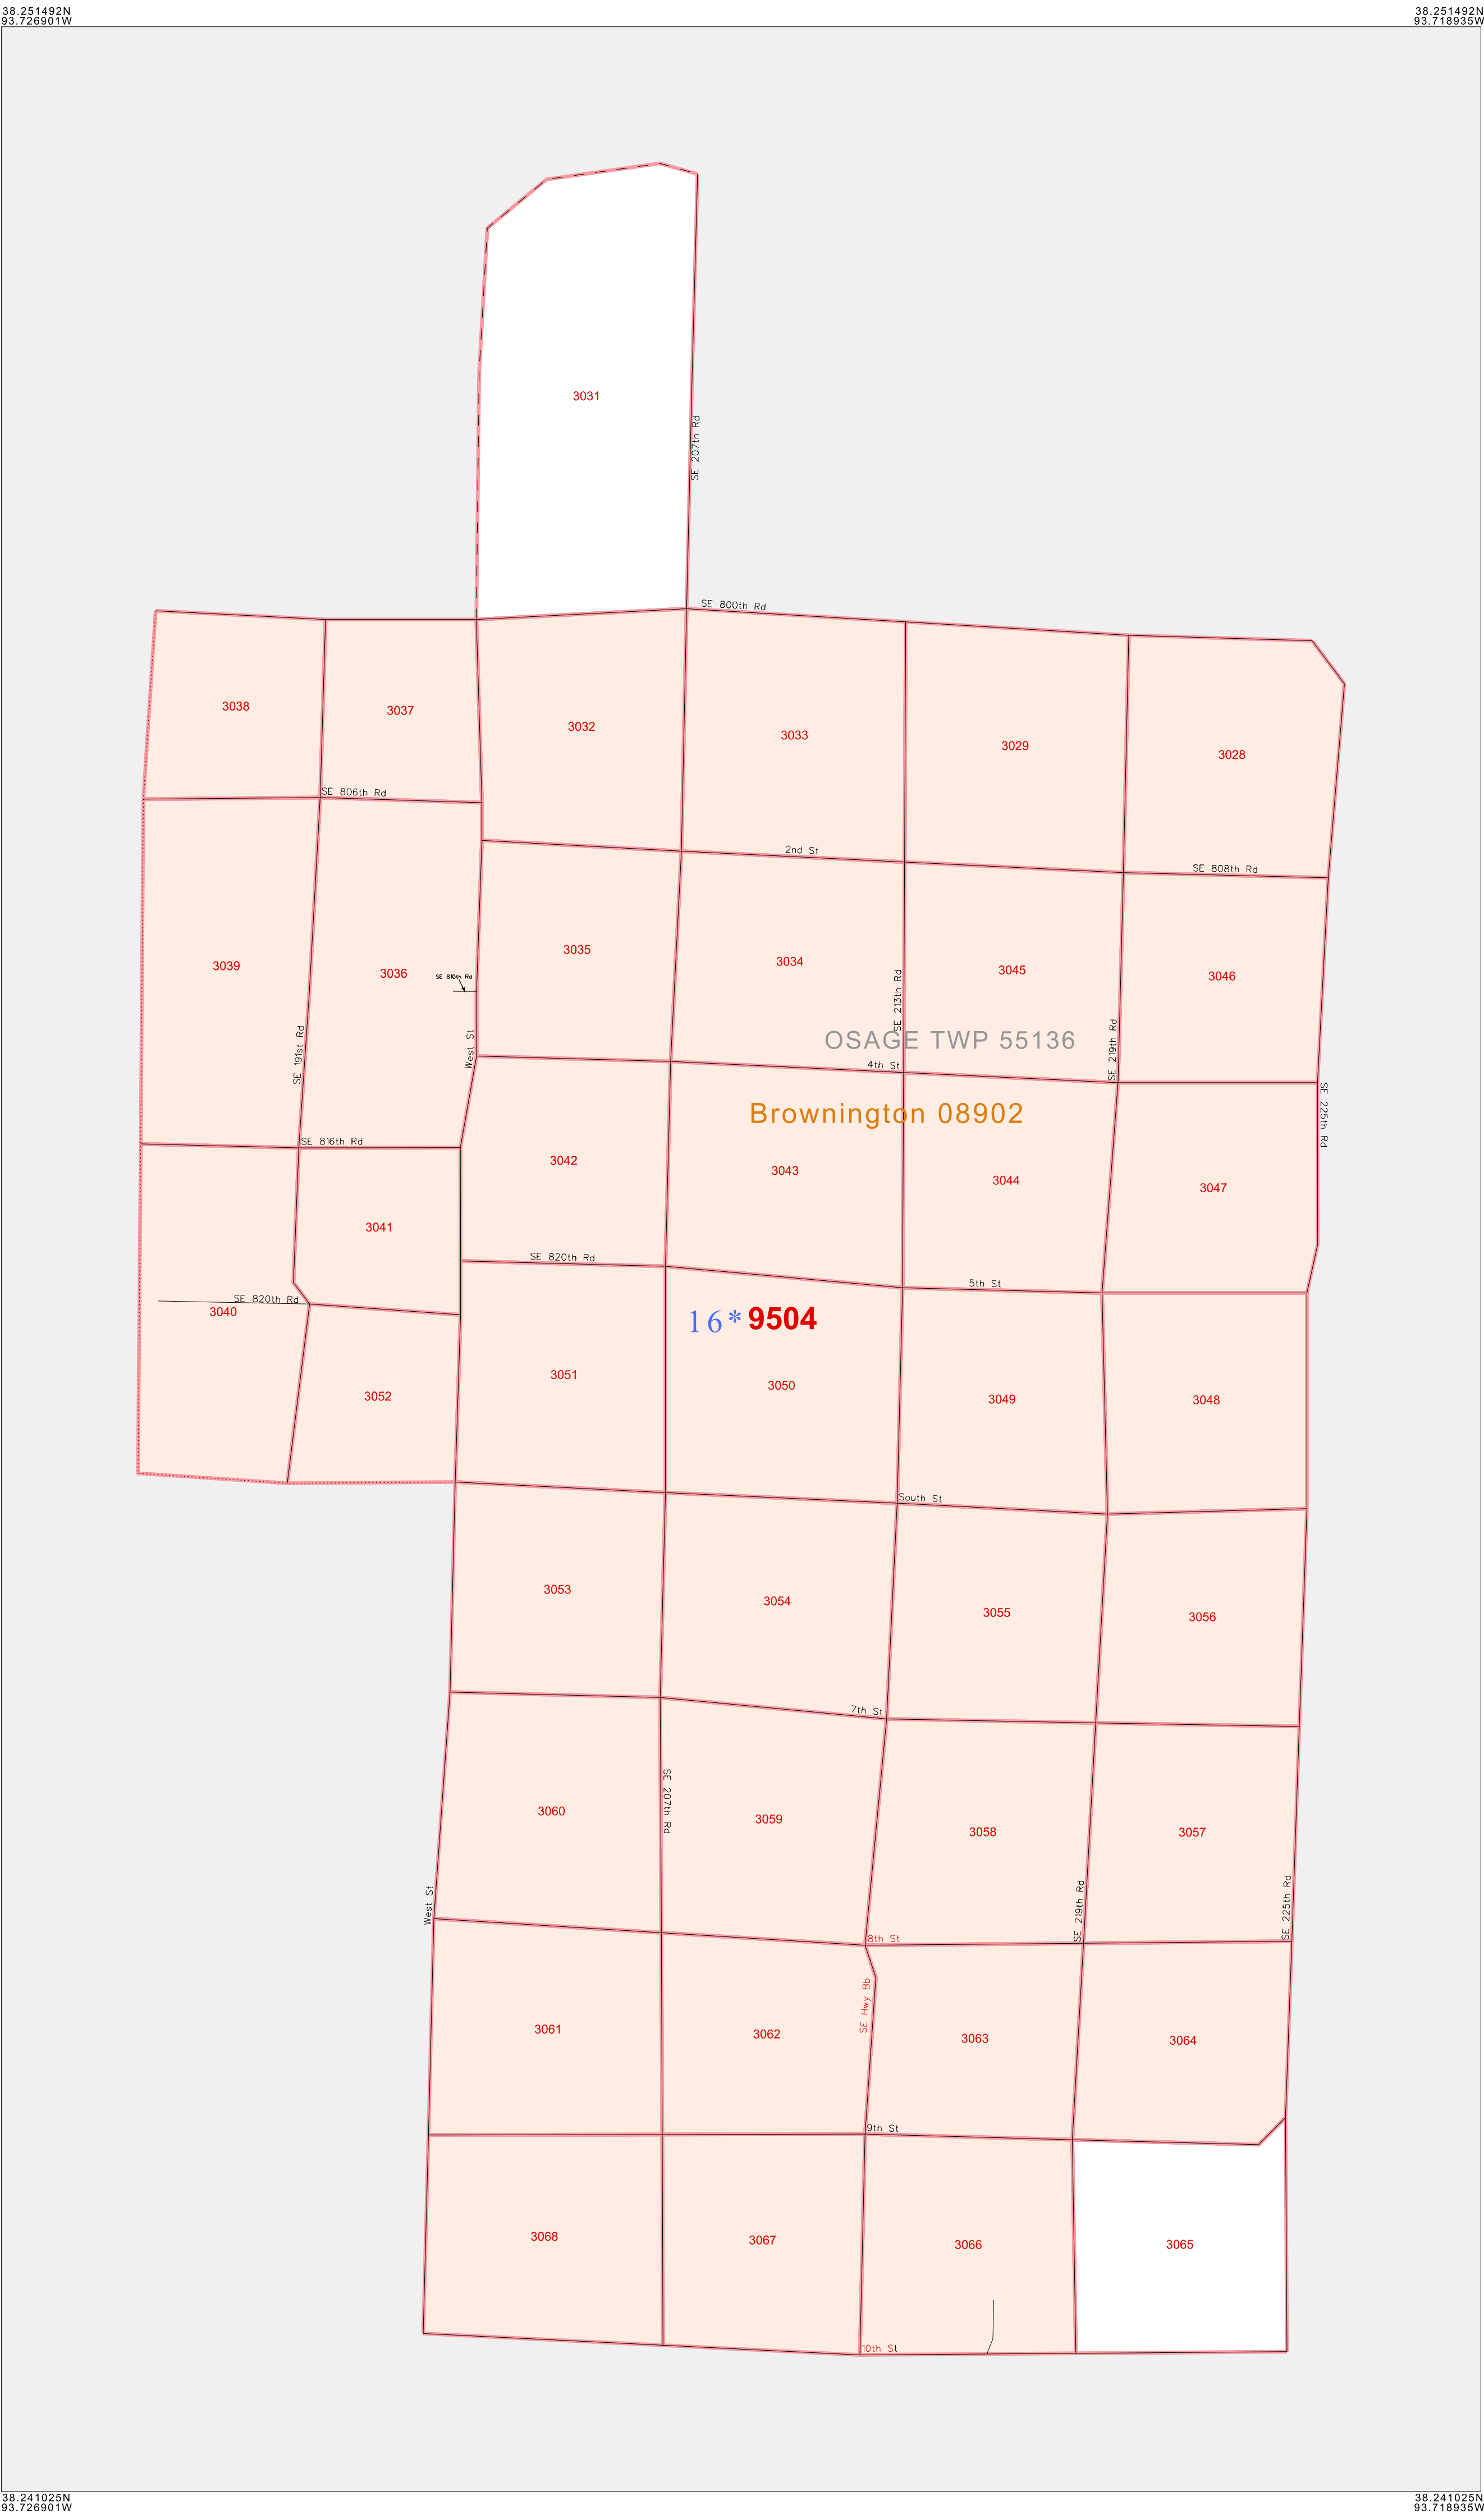 38.251492N
93.726901W
38.251492N
93.718935W
3031
SE 207th Rd
SE 800th Rd
3038
3037
3032
3033
3029
3028
SE 806th Rd
2nd St
SE 808th Rd
3039
3036
SE 810th Rd
3035
3034
3045
3046
SE 191st Rd
West St
SE 213th Rd
SE 219th Rd
OSAGE TWP 55136
4th St
SE 225th Rd
Brownington 08902
SE 816th Rd
3042
3043
3044
3047
3041
SE 820th Rd
5th St
SE 820th Rd
3040
16* 9504
3052
3051
3050
3049
3048
South St
3053
3054
3055
3056
7th St
SE 207th Rd
3060
3059
3058
3057
West St
SE 219th Rd
SE 225th Rd
8th St
SE Hwy Bb
3061
3062
3063
3064
9th St
3068
3067
3066
3065
10th St
38.241025N
93.726901W
38.241025N
93.718935W